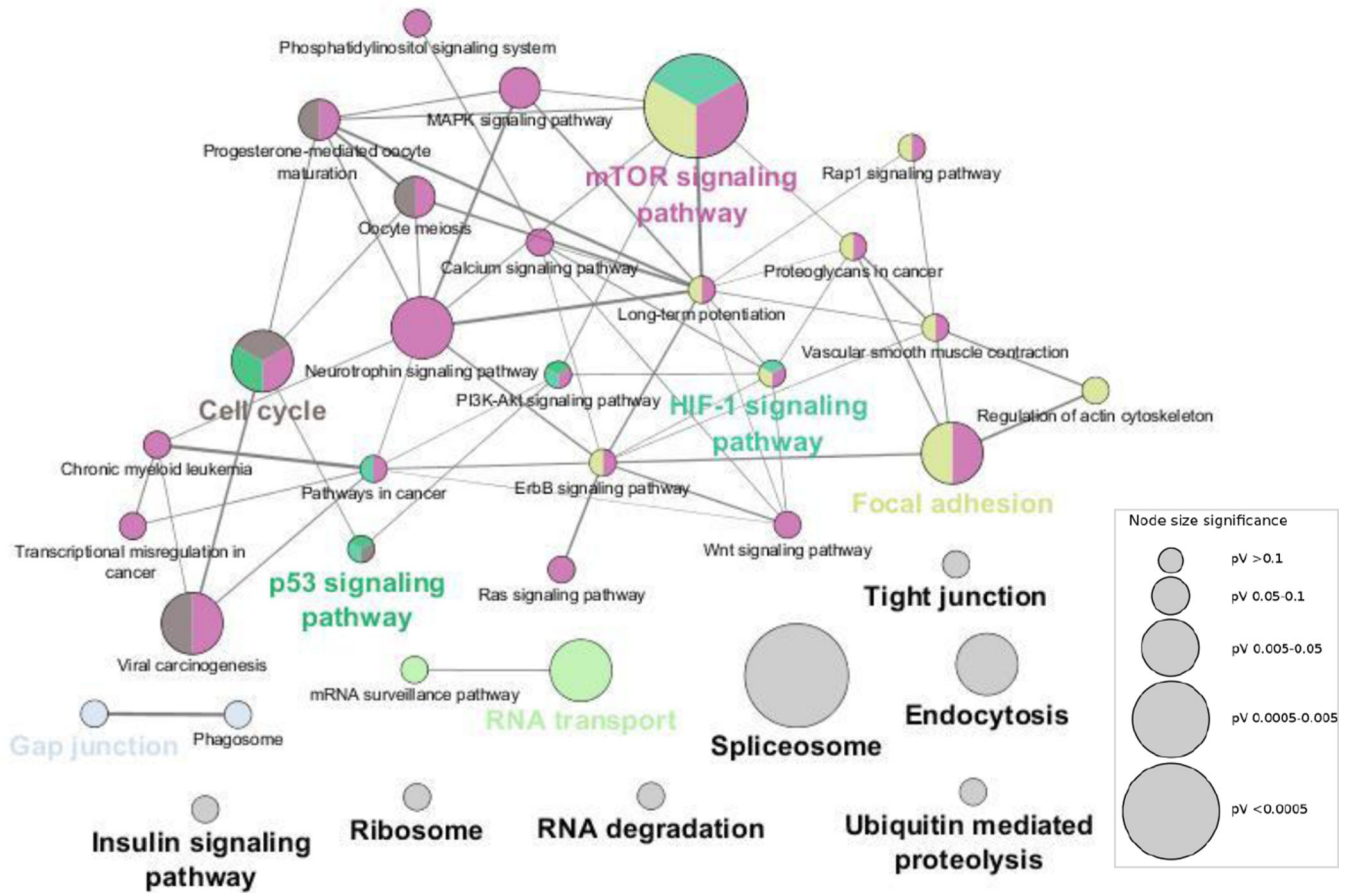 Phosphatidylinositol signaling system
MAPK signaling pathway
Progesterone-mediated oocyte
maturation
mTOR signaling
pathway
Rap1 signaling pathway
Oocyte meiosis
Calcium signaling pathway
Proteoglycans in cancer
Long-term potentiation
Vascular smooth muscle contraction
Neurotrophin signaling pathway
PI3K-Akt signaling pathway
HIF-1 signaling
pathway
Regulation of actin cytoskeleton
Cell cycle
Chronic myeloid leukemia
Pathways in cancer
ErbB signaling pathway
Focal adhesion
Transcriptional misregulation in
cancer
p53 signaling
pathway
Ras signaling pathway
Wnt signaling pathway
Tight junction
Viral carcinogenesis
mRNA surveillance pathway
RNA transport
Gap junction
Phagosome
Spliceosome
Endocytosis
Insulin signaling
pathway
Ribosome
RNA degradation
Ubiquitin mediated
proteolysis
Node size significance
pV >0.1
pV 0.05-0.1
pV 0.005-0.05
pV 0.0005-0.005
pV <0.0005